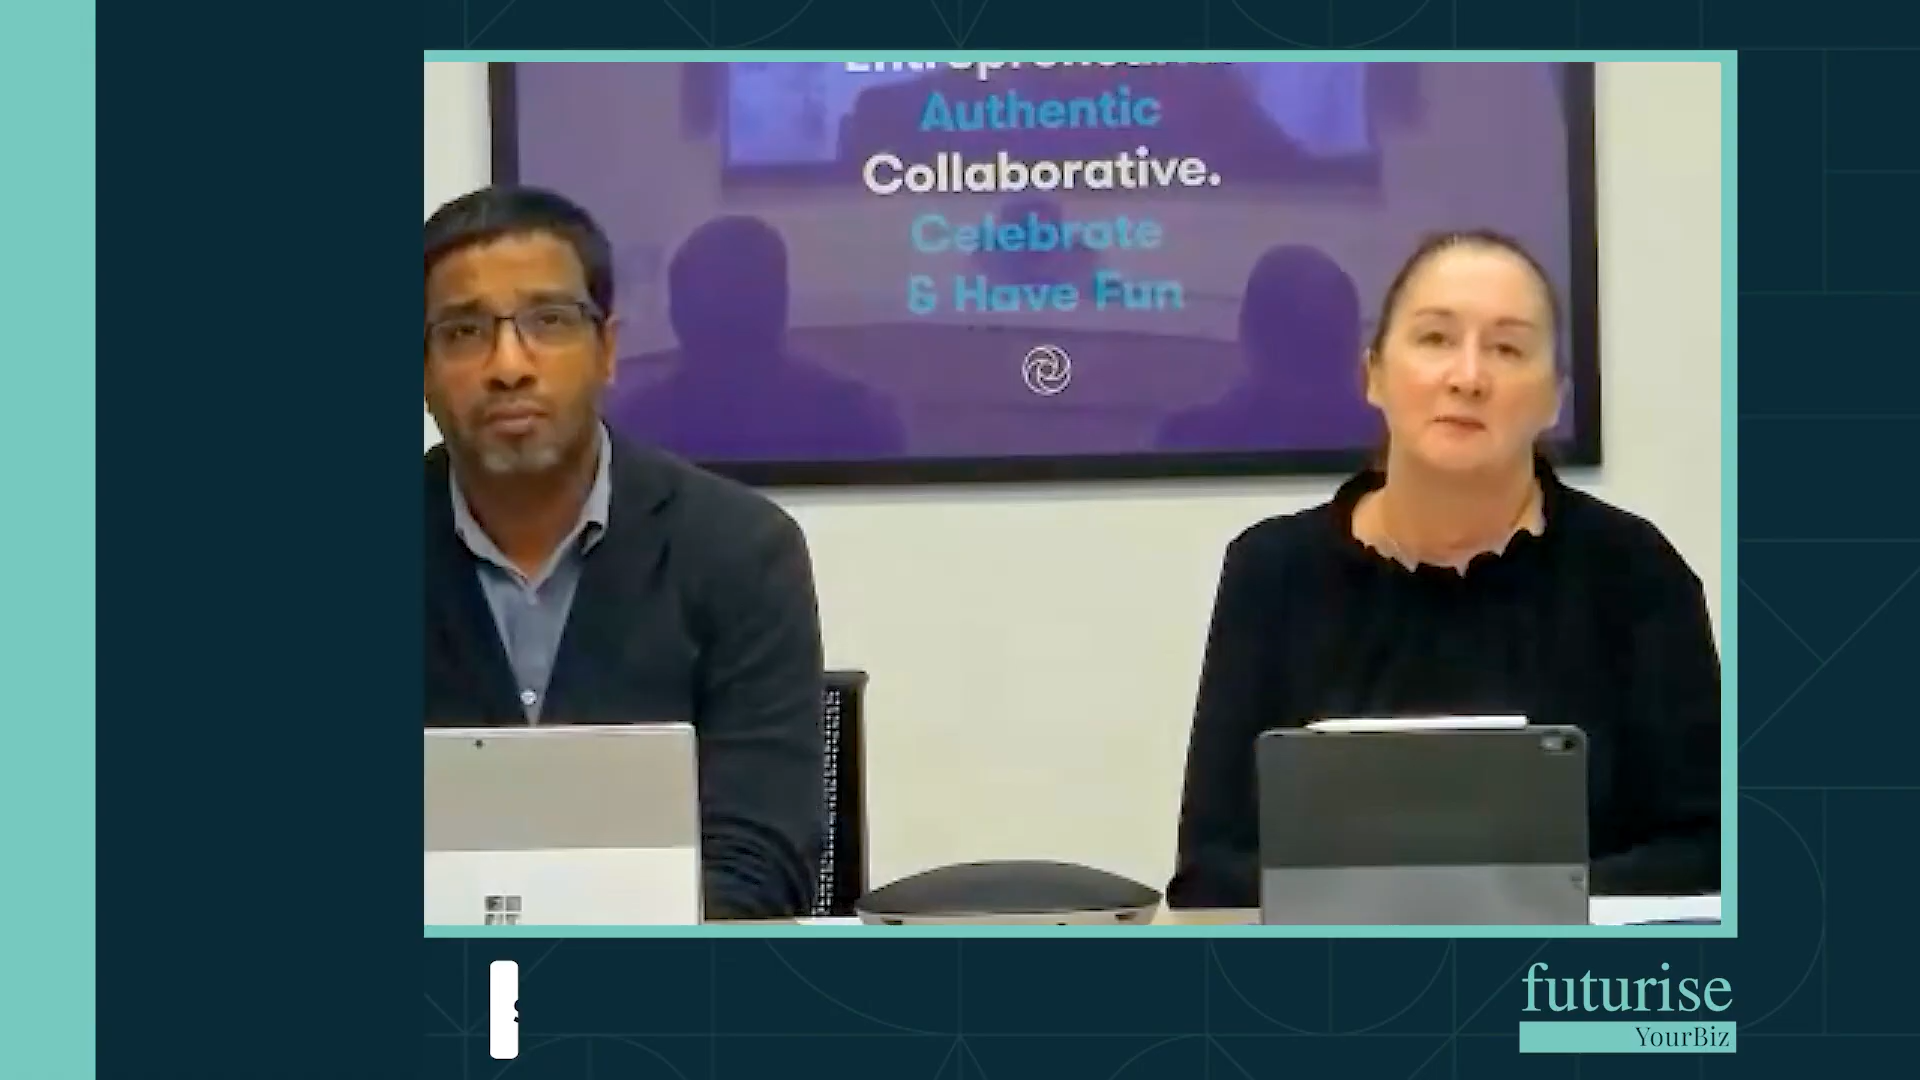 Authentic
Collaborative.
Celebrate
& Have Fun
futurise
YourBiz